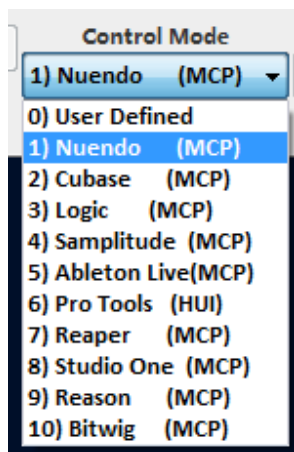 Control Mode
1) Nuendo (MCP)
0) User Defined
1) Nuendo (MCP)
2) Cubase (MCP)
3) Logic (MCP)
4) Samplitude (MCP)
5) Ableton Live(MCP)
6) Pro Tools (HUI)
7) Reaper (MCP)
8) Studio One (MCP)
9) Reason (MCP)
10) Bitwig (MCP)